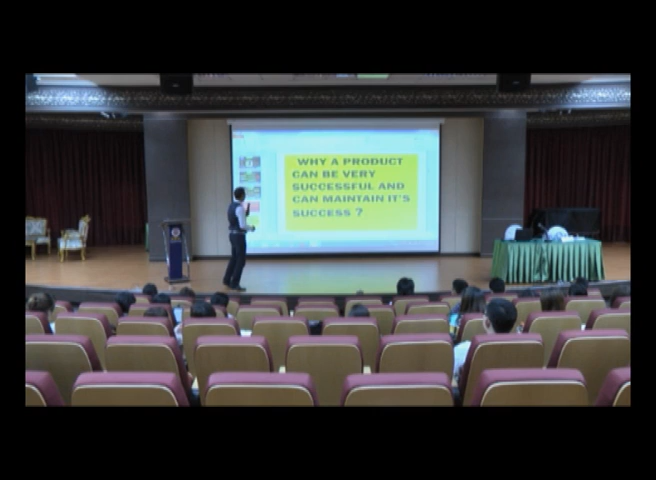 WHY A PRODUCT
CAN BE VERY
SUCCESSFUL AND
CAN MAINTAIN IT'S
SUCCESS ?